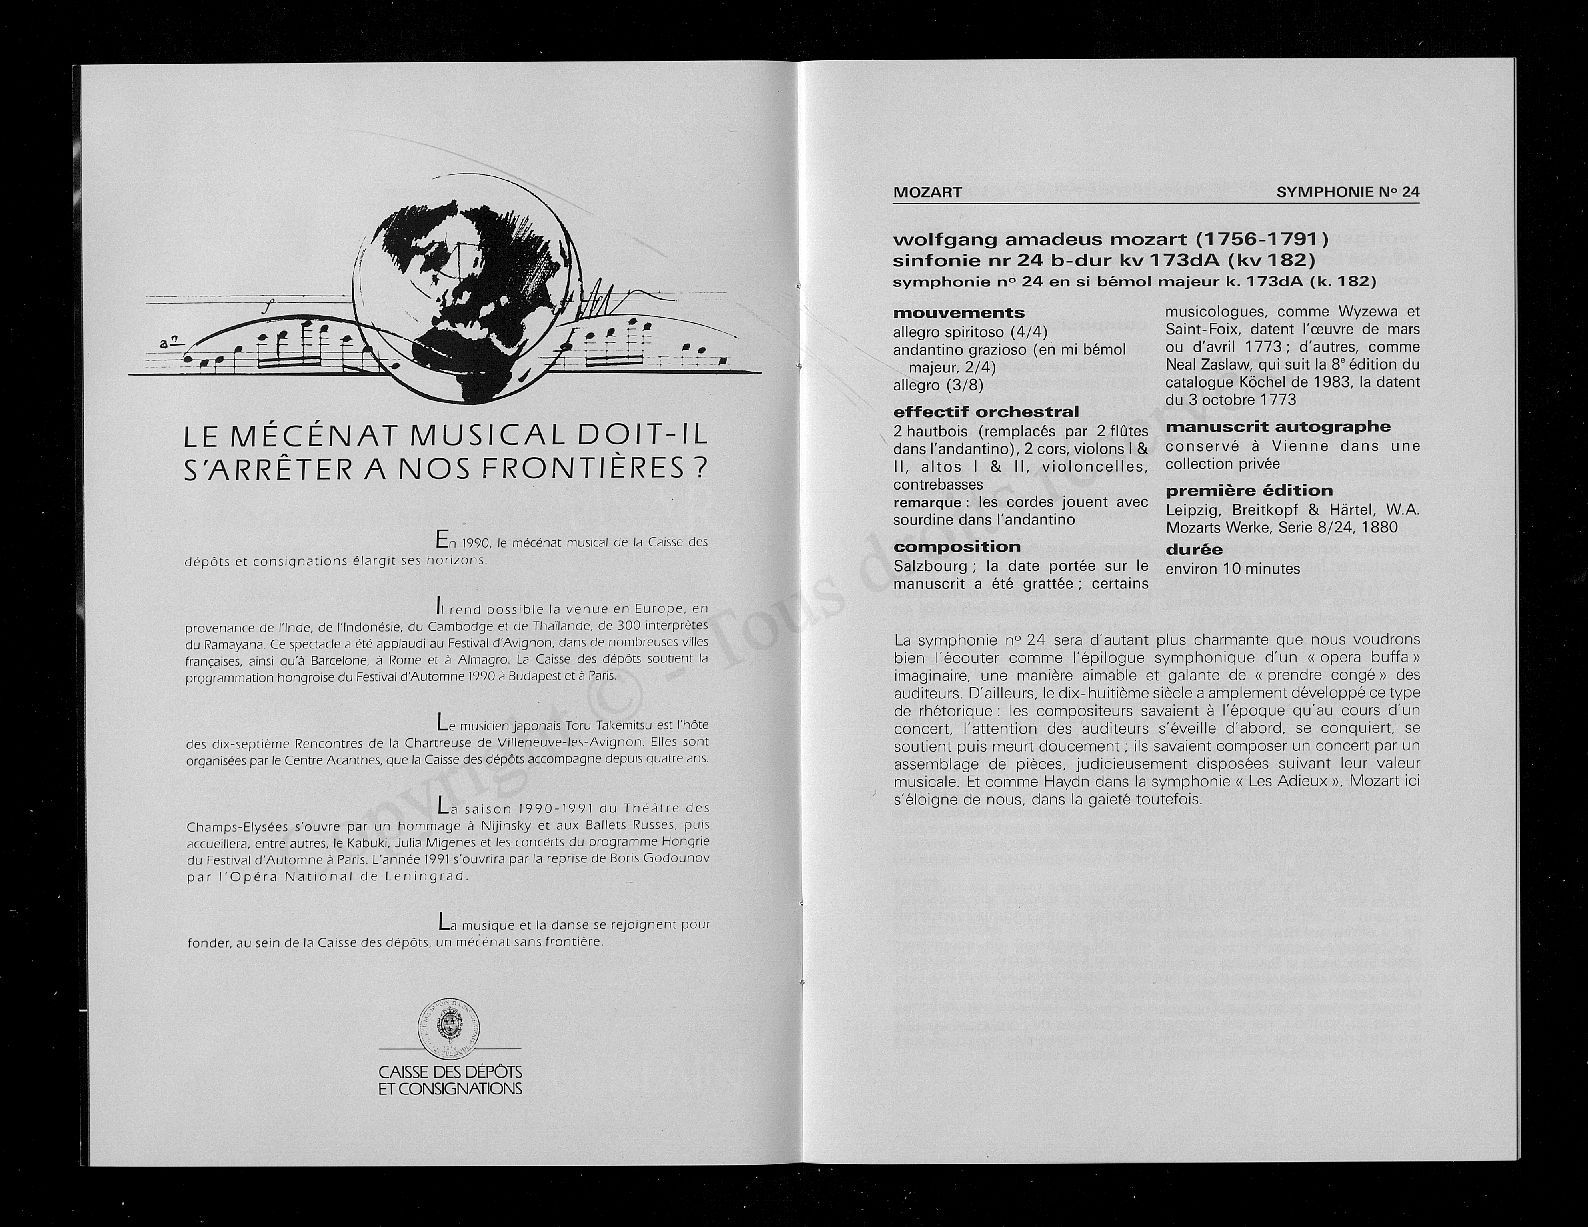 LE MÉCÉNAT MUSICAL DOIT-IL
S'ARRÊTER A NOS FRONTIÈRES ?
En 1990, le mécénat musical de la Caisse des
dépôts et consignations élargit ses horizons.
Il rend possible la venue en Europe, en
provenance de l'Inde, de l'Indonésie, du Cambodge et de Thaïlande, de 300 interprètes
du Ramayana. Ce spectacle a été applaudi au Festival d'Avignon, dans de nombreuses villes
françaises, ainsi qu'à Barcelone, à Rome et à Almagro. La Caisse des dépôts soutient la
programmation hongroise du Festival d'Automne 1990 à Budapest et à Paris.
Le musicien japonais Toru Takemitsu est l'hôte
des dix-septième Rencontres de la Chartreuse de Villeneuve-les-Avignon. Elles sont
organisées par le Centre Acanthes, que la Caisse des dépôts accompagne depuis quatre ans.
La saison 1990-1991 du Théâtre des
Champs-Elysées s'ouvre par un hommage à Nijinsky et aux Ballets Russes, puis
accueillera, entre autres, le Kabuki, Julia Migenes et les concerts du programme Hongrie
du Festival d'Automne à Paris. L'année 1991 s'ouvrira par la reprise de Boris Godounov
par l'Opéra National de Leningrad.
La musique et la danse se rejoignent pour
fonder, au sein de la Caisse des dépôts, un mécénat sans frontière.
CAISSE DES DÉPÔTS
ET CONSIGNATIONS
MOZART SYMPHONIE Nº 24
wolfgang amadeus mozart (1756-1791)
sinfonie nr 24 b-dur kv 173dA (kv 182)
symphonie nº 24 en si bémol majeur k. 173dA (k. 182)
mouvements
allegro spiritoso (4/4)
andantino grazioso (en mi bémol
majeur, 2/4)
allegro (3/8)
effectif orchestral
2 hautbois (remplacés par 2 flûtes
dans l'andantino), 2 cors, violons I &
II, altos I & II, violoncelles,
contrebasses
remarque : les cordes jouent avec
sourdine dans l'andantino
composition
Salzbourg ; la date portée sur le
manuscrit a été grattée ; certains
musicologues, comme Wyzewa et
Saint-Foix, datent l'œuvre de mars
ou d'avril 1773 ; d'autres, comme
Neal Zaslaw, qui suit la 8e édition du
catalogue Köchel de 1983, la datent
du 3 octobre 1773
manuscrit autographe
conservé à Vienne dans une
collection privée
première édition
Leipzig, Breitkopf & Härtel, W.A.
Mozarts Werke, Serie 8/24, 1880
durée
environ 10 minutes
La symphonie nº 24 sera d'autant plus charmante que nous voudrons
bien l'écouter comme l'épilogue symphonique d'un « opera buffa »
imaginaire, une manière aimable et galante de « prendre congé » des
auditeurs. D'ailleurs, le dix-huitième siècle a amplement développé ce type
de rhétorique : les compositeurs savaient à l'époque qu'au cours d'un
concert, l'attention des auditeurs s'éveille d'abord, se conquiert, se
soutient puis meurt doucement ; ils savaient composer un concert par un
assemblage de pièces, judicieusement disposées suivant leur valeur
musicale. Et comme Haydn dans la symphonie « Les Adieux », Mozart ici
s'éloigne de nous, dans la gaieté toutefois.
Copyright © - Tous droits réservés